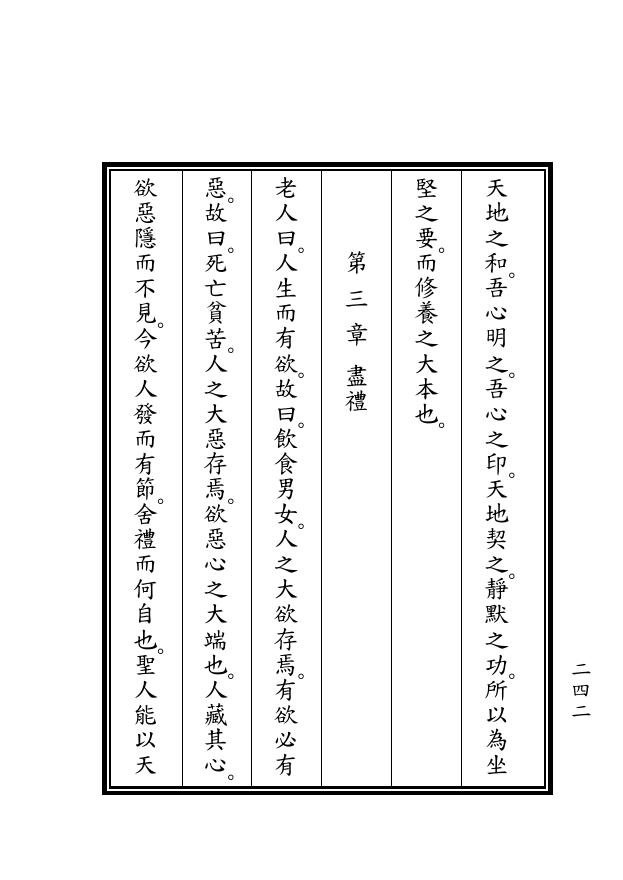 天地之和。吾心明之。吾心之印。天地契之。靜默之功。所以為坐
堅之要。而修養之大本也。
第三章 盡禮
老人曰。人生而有欲。故曰。飲食男女。人之大欲存焉。有欲必有
惡。故曰。死亡貧苦。人之大惡存焉。欲惡心之大端也。人藏其心。
欲惡隱而不見。今欲人發而有節。舍禮而何自也。聖人能以天
二四二